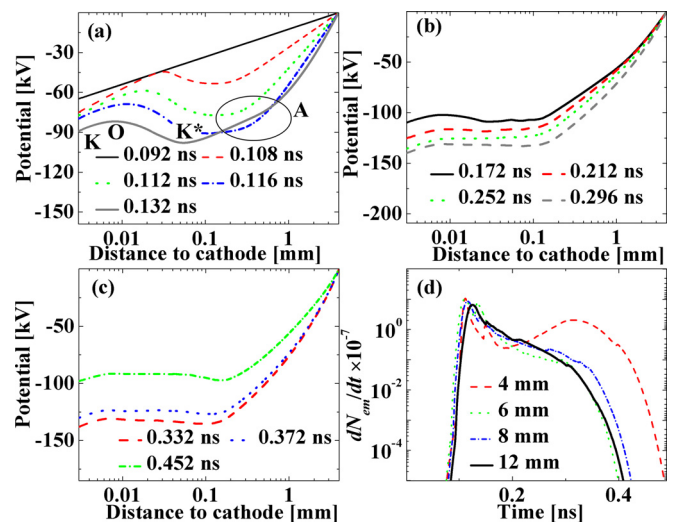 (a)
Potential [kV]
-30
-60
-90
-120
-150
K O K* A
0.092 ns 0.108 ns
0.112 ns 0.116 ns
0.132 ns
0.01 0.1 1
Distance to cathode [mm]
(b)
Potential [kV]
0
-50
-100
-150
-200
0.172 ns 0.212 ns
0.252 ns 0.296 ns
0.01 0.1 1
Distance to cathode [mm]
(c)
Potential [kV]
-50
-100
-150
0.332 ns 0.372 ns
0.452 ns
0.01 0.1 1
Distance to cathode [mm]
(d)
dN_em/dt ×10^-7
10^0
10^-2
10^-4
4 mm
6 mm
8 mm
12 mm
0.2 0.4
Time [ns]